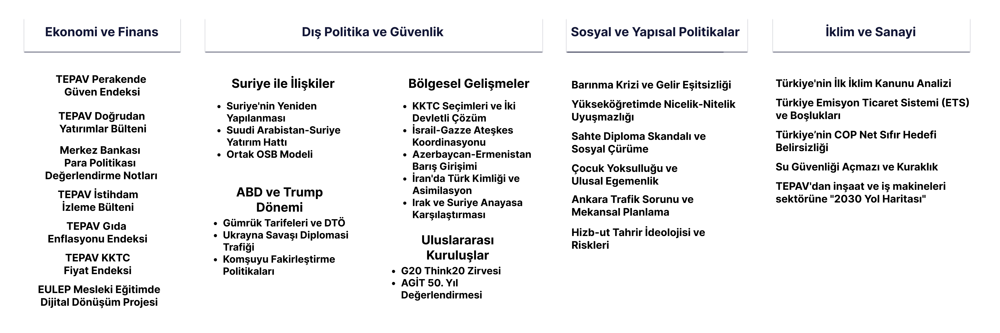 Ekonomi ve Finans
TEPAV Perakende
Güven Endeksi
TEPAV Doğrudan
Yatırımlar Bülteni
Merkez Bankası
Para Politikası
Değerlendirme Notları
TEPAV İstihdam
İzleme Bülteni
TEPAV Gıda
Enflasyonu Endeksi
TEPAV KKTC
Fiyat Endeksi
EULEP Mesleki Eğitimde
Dijital Dönüşüm Projesi
Dış Politika ve Güvenlik
Suriye ile İlişkiler
• Suriye'nin Yeniden
Yapılanması
• Suudi Arabistan-Suriye
Yatırım Hattı
• Ortak OSB Modeli
ABD ve Trump
Dönemi
• Gümrük Tarifeleri ve DTÖ
• Ukrayna Savaşı Diplomasi
Trafiği
• Komşuyu Fakirleştirme
Politikaları
Bölgesel Gelişmeler
• KKTC Seçimleri ve İki
Devletli Çözüm
• İsrail-Gazze Ateşkes
Koordinasyonu
• Azerbaycan-Ermenistan
Barış Girişimi
• İran'da Türk Kimliği ve
Asimilasyon
• Irak ve Suriye Anayasa
Karşılaştırması
Uluslararası
Kuruluşlar
• G20 Think20 Zirvesi
• AGİT 50. Yıl
Değerlendirmesi
Sosyal ve Yapısal Politikalar
Barınma Krizi ve Gelir Eşitsizliği
Yükseköğretimde Nicelik-Nitelik
Uyuşmazlığı
Sahte Diploma Skandalı ve
Sosyal Çürüme
Çocuk Yoksulluğu ve
Ulusal Egemenlik
Ankara Trafik Sorunu ve
Mekansal Planlama
Hizb-ut Tahrir İdeolojisi ve
Riskleri
İklim ve Sanayi
Türkiye'nin İlk İklim Kanunu Analizi
Türkiye Emisyon Ticaret Sistemi (ETS)
ve Boşlukları
Türkiye’nin COP Net Sıfır Hedefi
Belirsizliği
Su Güvenliği Açmazı ve Kuraklık
TEPAV'dan inşaat ve iş makineleri
sektörüne "2030 Yol Haritası"